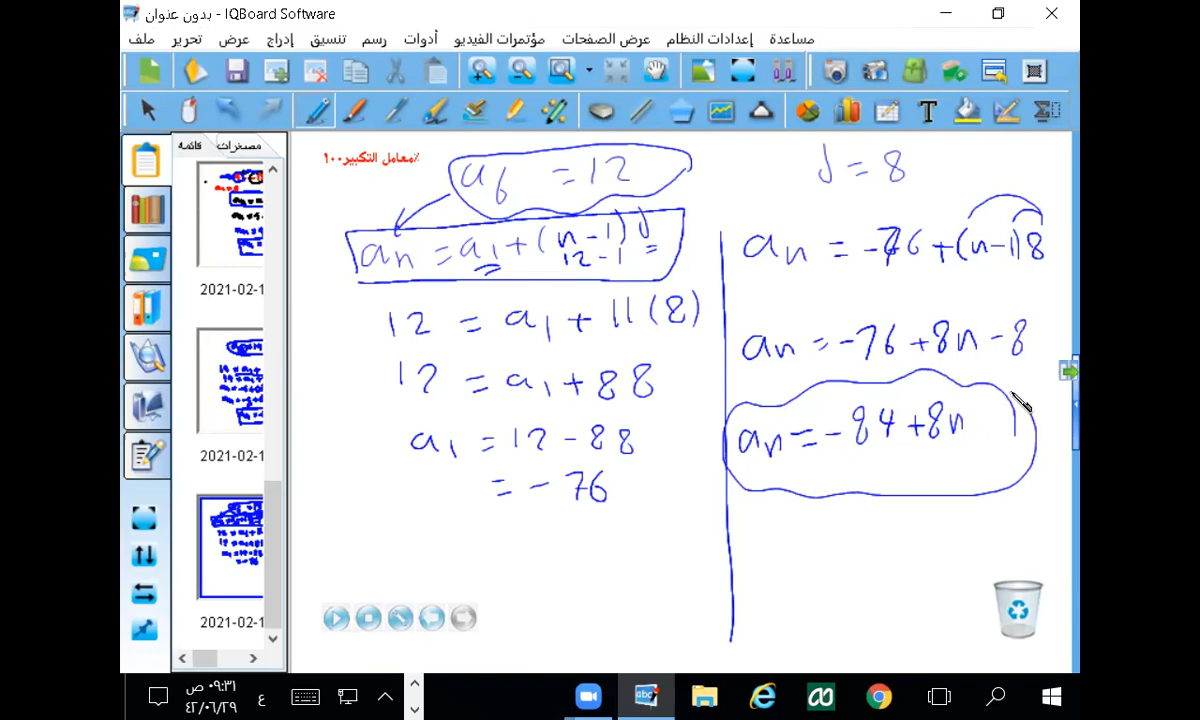 بدون عنوان - IQBoard Software
ملف تحرير عرض إدراج تنسيق رسم أدوات مؤتمرات الفيديو عرض الصفحات إعدادات النظام مساعدة
قائمة مصغرات
2021-02-1
2021-02-1
2021-02-1
معامل التكبير١٠٠٪
a6 = 12
an = a1 + (n-1) d
12-1 =
12 = a1 + 11(8)
12 = a1 + 88
a1 = 12 - 88
= - 76
d = 8
an = -76 + (n-1)8
an = -76 + 8n - 8
an = - 84 + 8n
abc
٠٩:٣١ ص
ع
٤٢/٠٦/٢٩